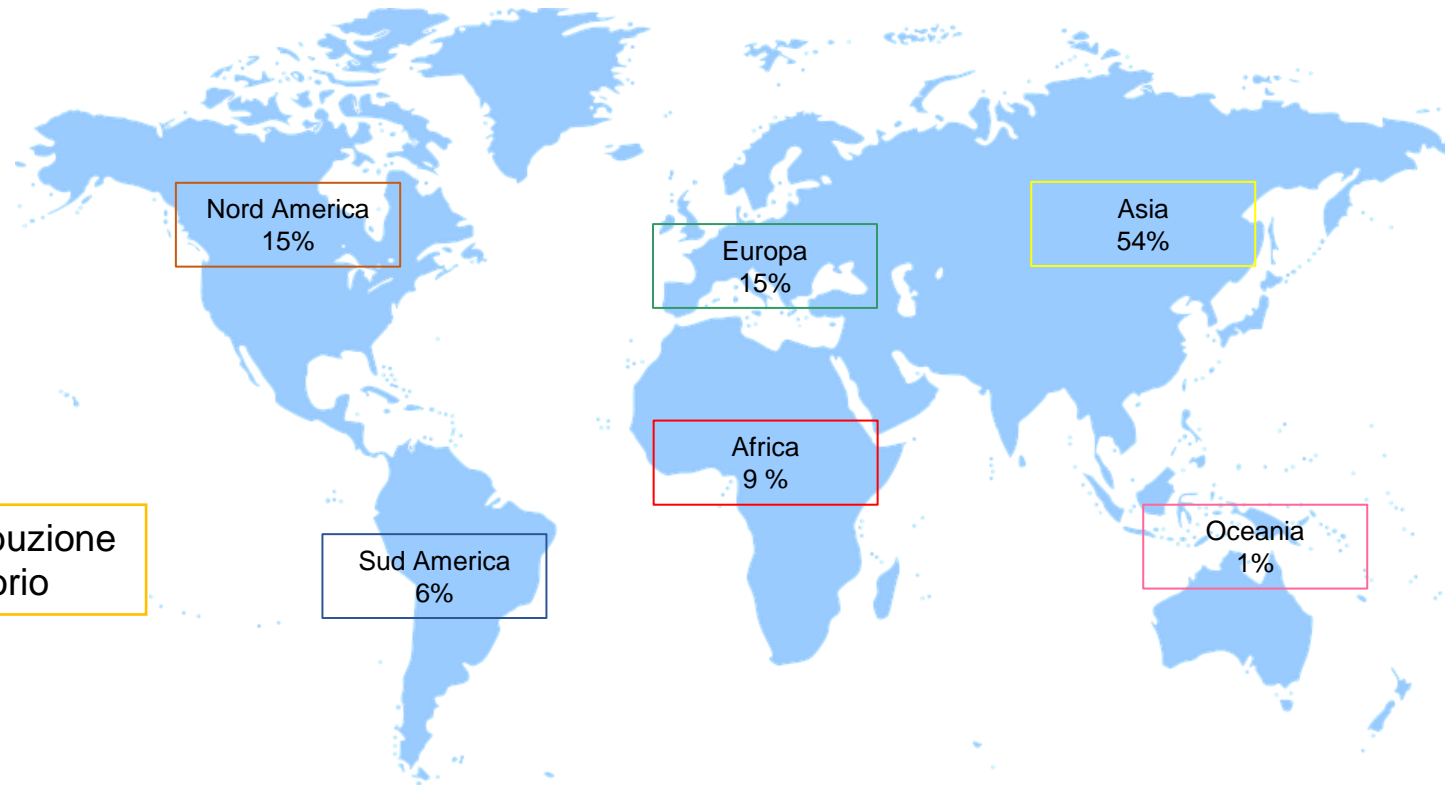 Nord America
15%
Europa
15%
Asia
54%
Africa
9 %
Sud America
6%
Oceania
1%